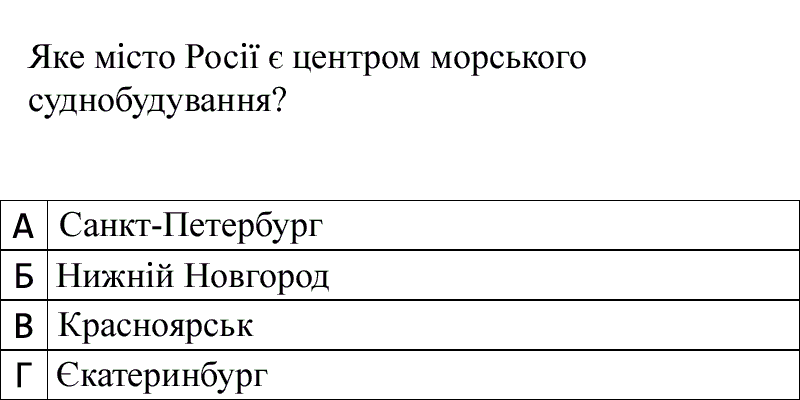 Яке місто Росії є центром морського
суднобудування?
А Санкт-Петербург
Б Нижній Новгород
В Красноярськ
Г Єкатеринбург